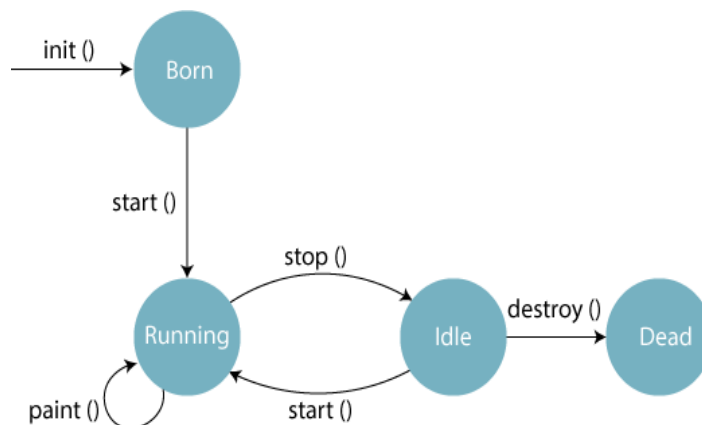 init ()
Born
start ()
stop ()
Running
Idle
destroy ()
Dead
paint ()
start ()